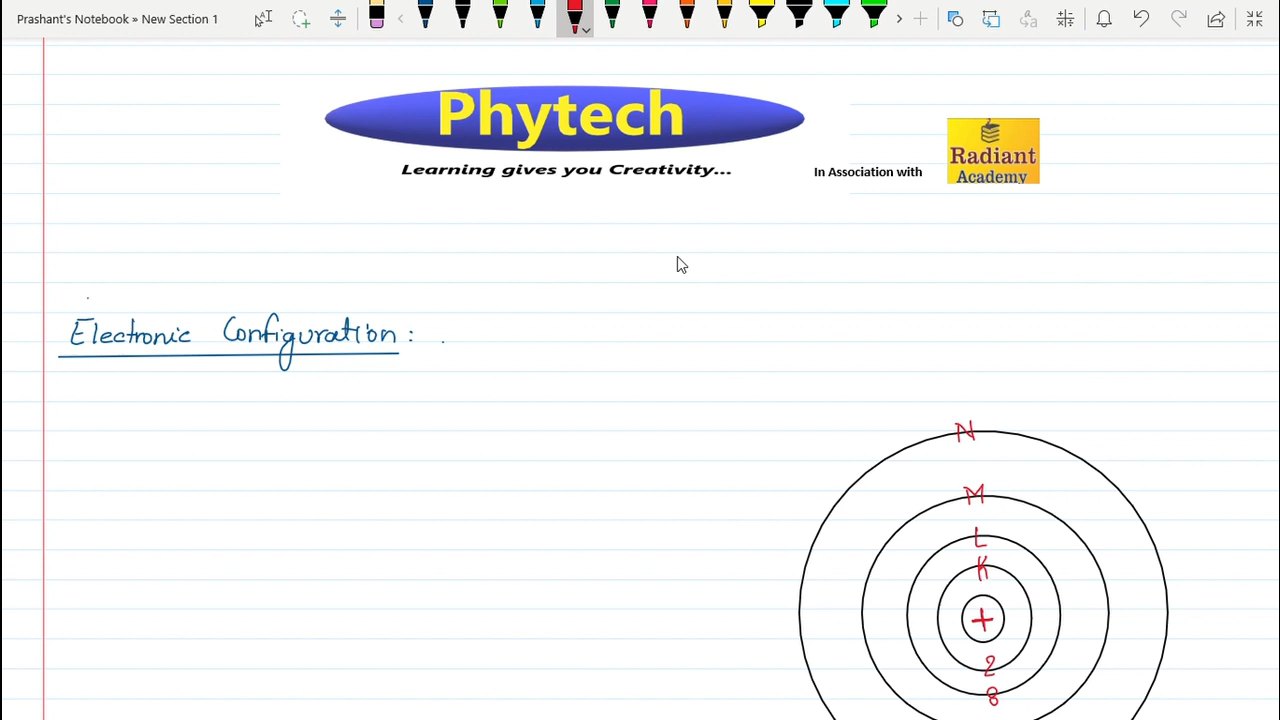 Prashant's Notebook » New Section 1
Phytech
Learning gives you Creativity...
In Association with
Radiant
Academy
Electronic Configuration:
N
M
L
K
+
2
8